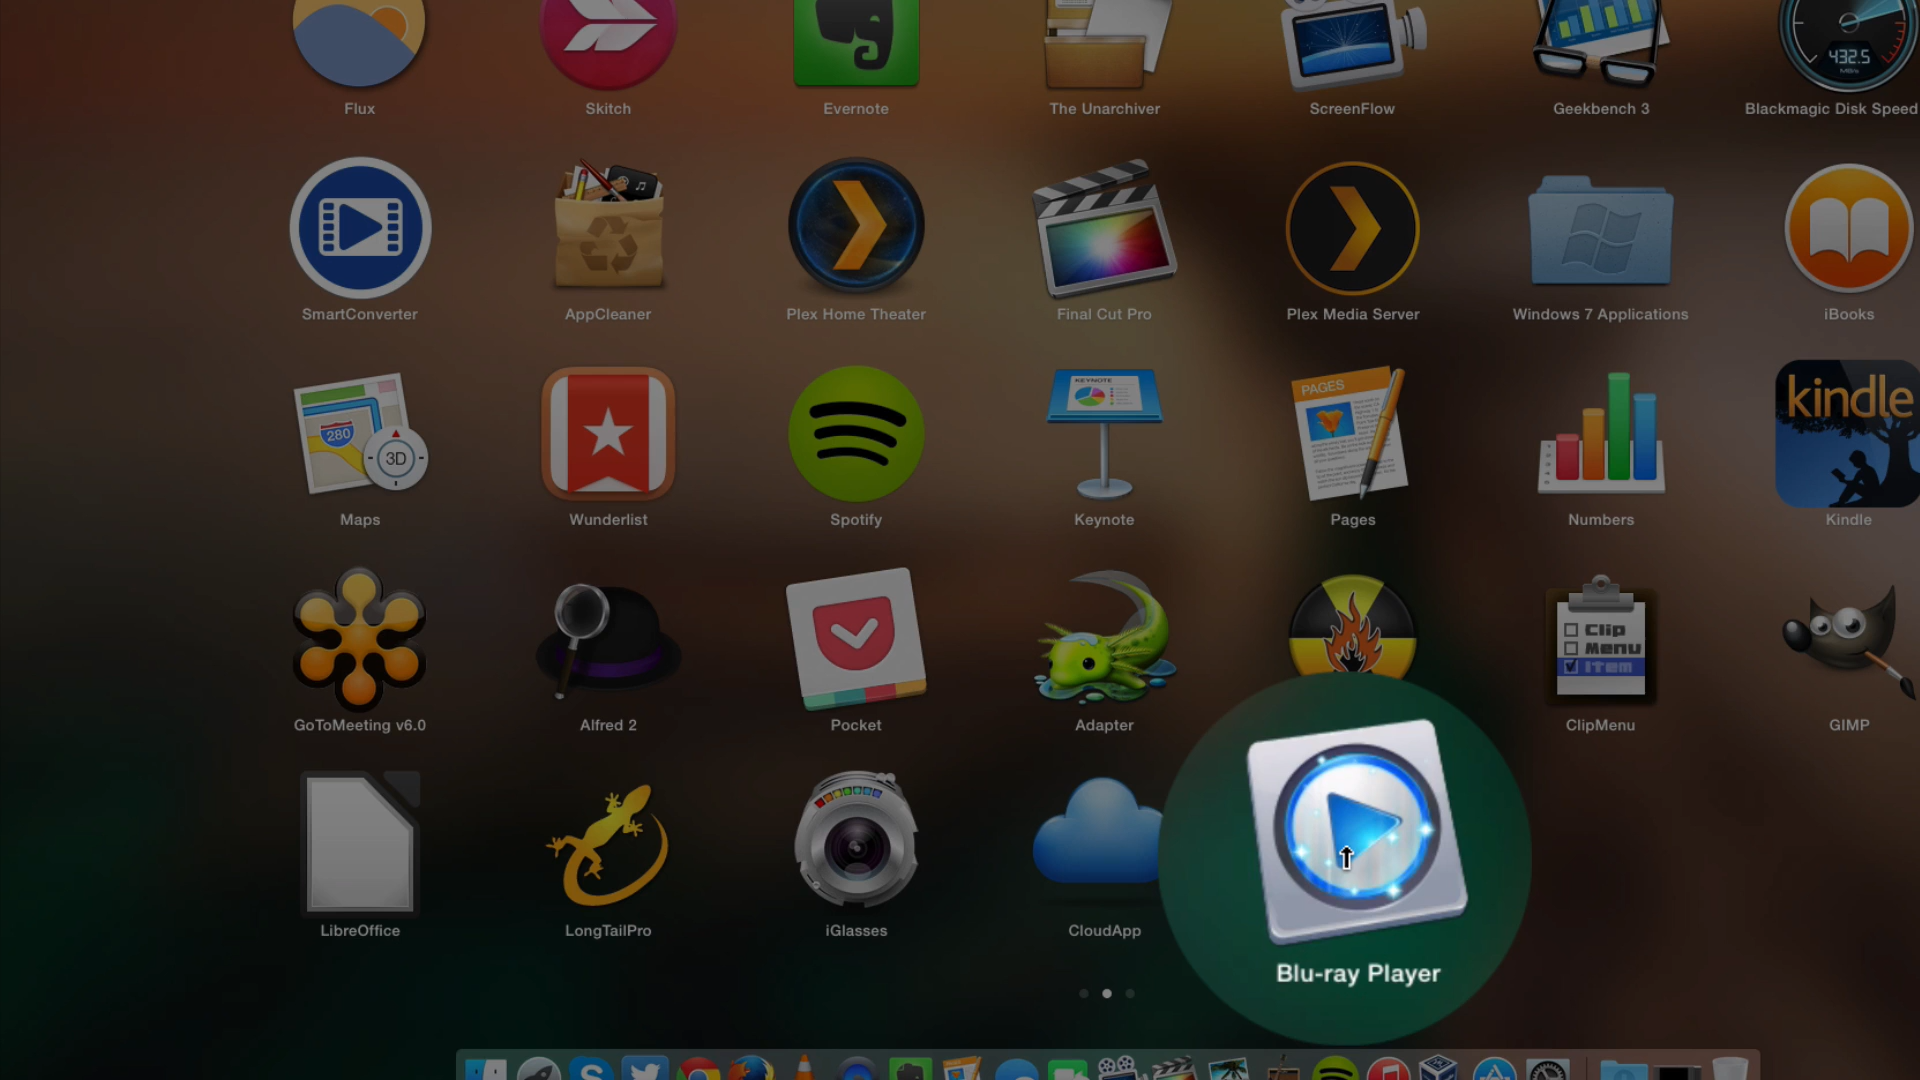 432.5
MB/s
Flux
Skitch
Evernote
The Unarchiver
ScreenFlow
Geekbench 3
Blackmagic Disk Speed
SmartConverter
AppCleaner
Plex Home Theater
Final Cut Pro
Plex Media Server
Windows 7 Applications
iBooks
280
3D
KEYNOTE
PAGES
kindle
Maps
Wunderlist
Spotify
Keynote
Pages
Numbers
Kindle
Clip
Menu
Item
GoToMeeting v6.0
Alfred 2
Pocket
Adapter
ClipMenu
GIMP
LibreOffice
LongTailPro
iGlasses
CloudApp
Blu-ray Player